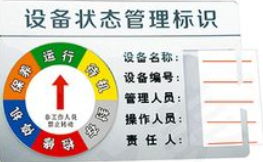 设备状态管理标识
运行
待机
检修
停机
保养
非工作人员
禁止转动
设备名称：
设备编号：
管理人员：
操作人员：
责任人：